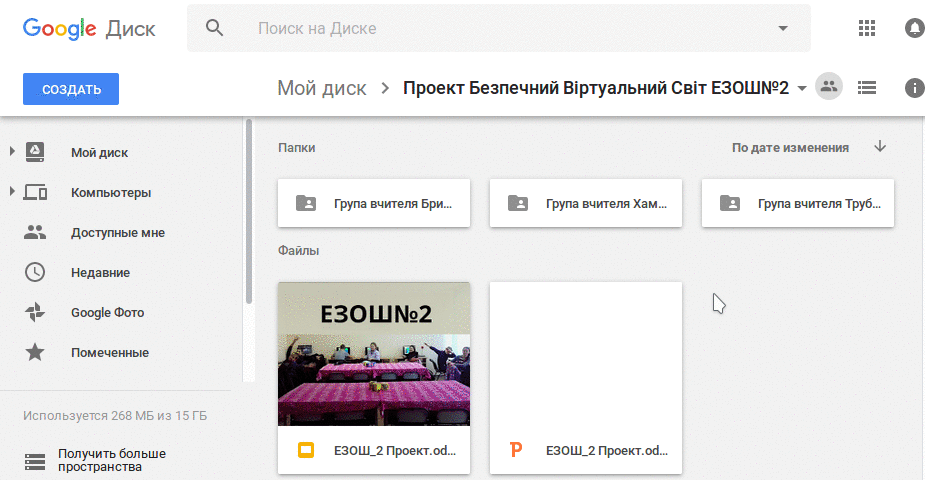 Google Диск
Поиск на Диске
СОЗДАТЬ
Мой диск
Проект Безпечний Віртуальний Світ ЕЗОШ№2
Мой диск
Компьютеры
Доступные мне
Недавние
Google Фото
Помеченные
Используется 268 МБ из 15 ГБ
Получить больше
пространства
Папки
По дате изменения
Група вчителя Бри...
Група вчителя Хам...
Група вчителя Труб...
Файлы
ЕЗОШ№2
ЕЗОШ_2 Проект.od...
ЕЗОШ_2 Проект.od...